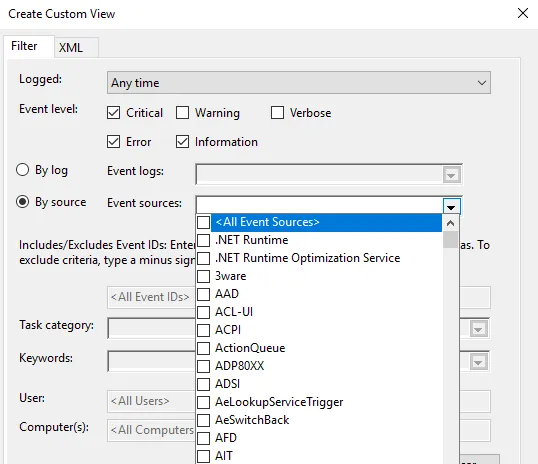 Create Custom View
Filter XML
Logged: Any time
Event level: Critical Warning Verbose
Error Information
By log Event logs:
By source Event sources:
<All Event Sources>
.NET Runtime
Includes/Excludes Event IDs: Enter as. To
.NET Runtime Optimization Service
exclude criteria, type a minus sign
3ware
AAD
<All Event IDs>
ACL-UI
Task category: ACPI
ActionQueue
Keywords: ADP80XX
ADSI
User: <All Users> AeLookupServiceTrigger
AeSwitchBack
Computer(s): <All Computers AFD
AIT